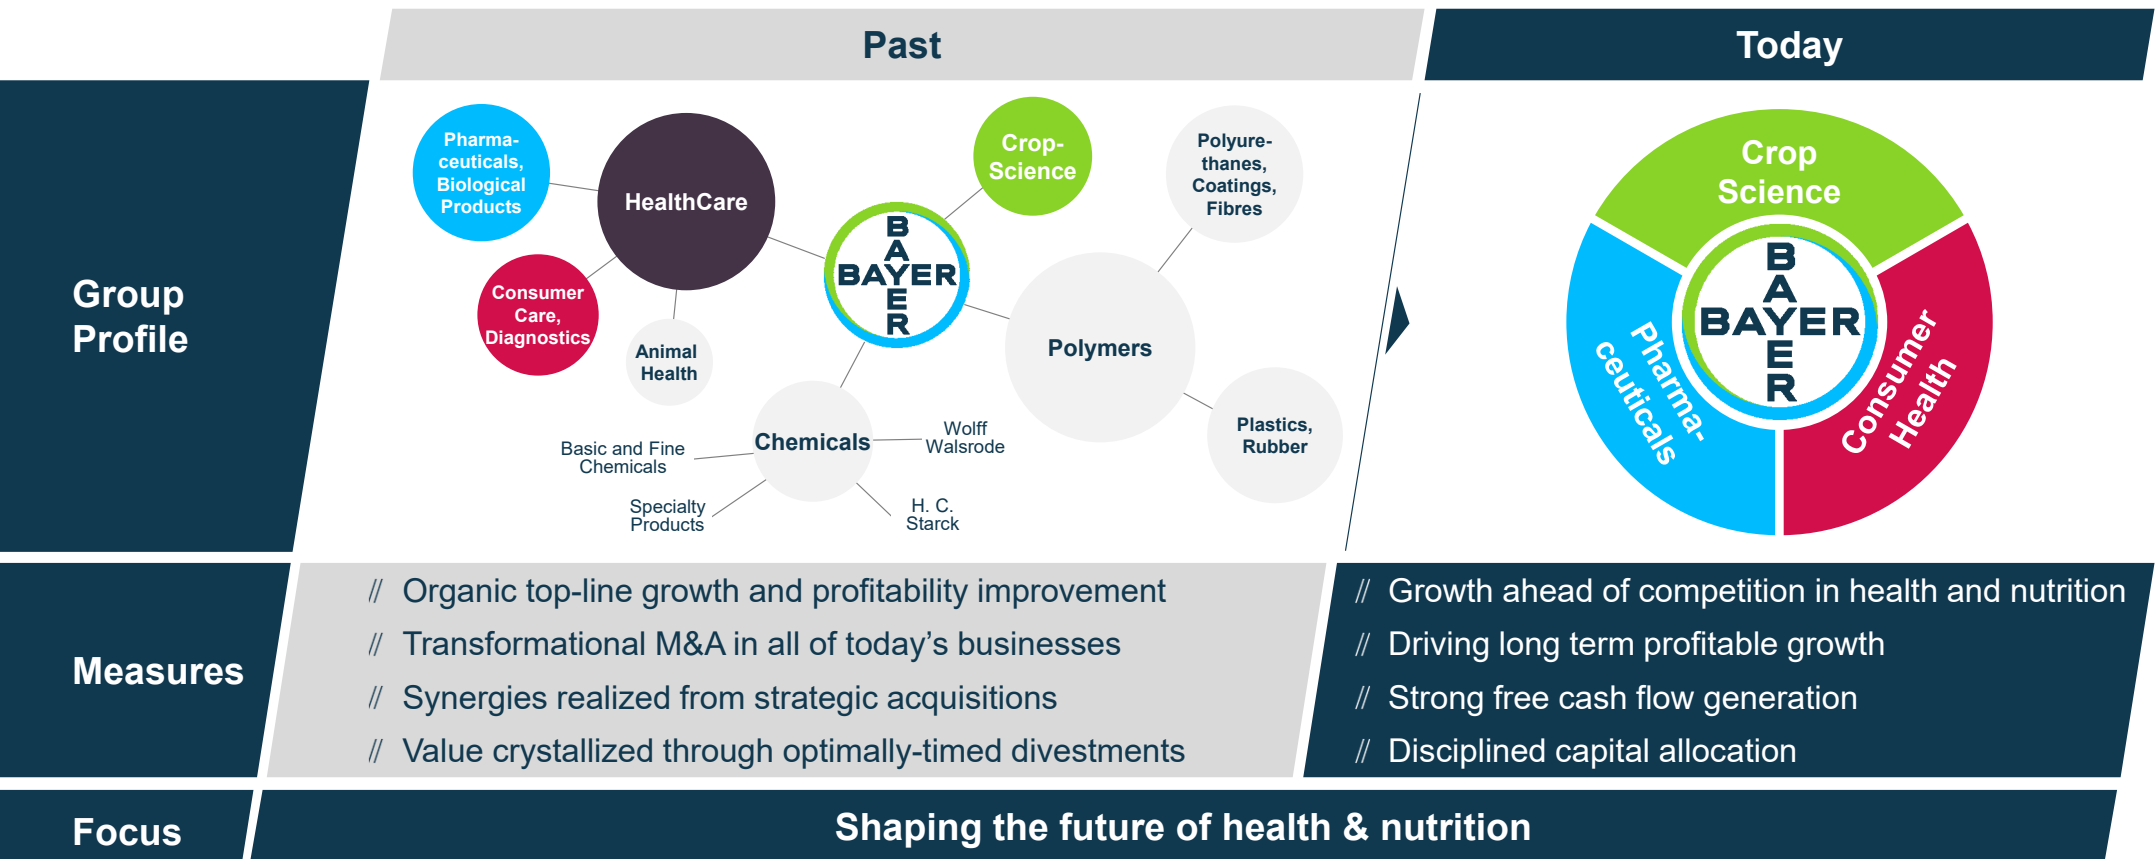 Past
Today
Group
Profile
Pharma-
ceuticals,
Biological
Products
HealthCare
Consumer
Care,
Diagnostics
Animal
Health
Crop-
Science
B
A
BAYER
E
R
Polyure-
thanes,
Coatings,
Fibres
Polymers
Plastics,
Rubber
Chemicals
Basic and Fine
Chemicals
Specialty
Products
Wolff
Walsrode
H. C.
Starck
Crop
Science
Pharma-
ceuticals
B
A
BAYER
E
R
Consumer
Health
Measures
// Organic top-line growth and profitability improvement
// Transformational M&A in all of today’s businesses
// Synergies realized from strategic acquisitions
// Value crystallized through optimally-timed divestments
// Growth ahead of competition in health and nutrition
// Driving long term profitable growth
// Strong free cash flow generation
// Disciplined capital allocation
Focus
Shaping the future of health & nutrition